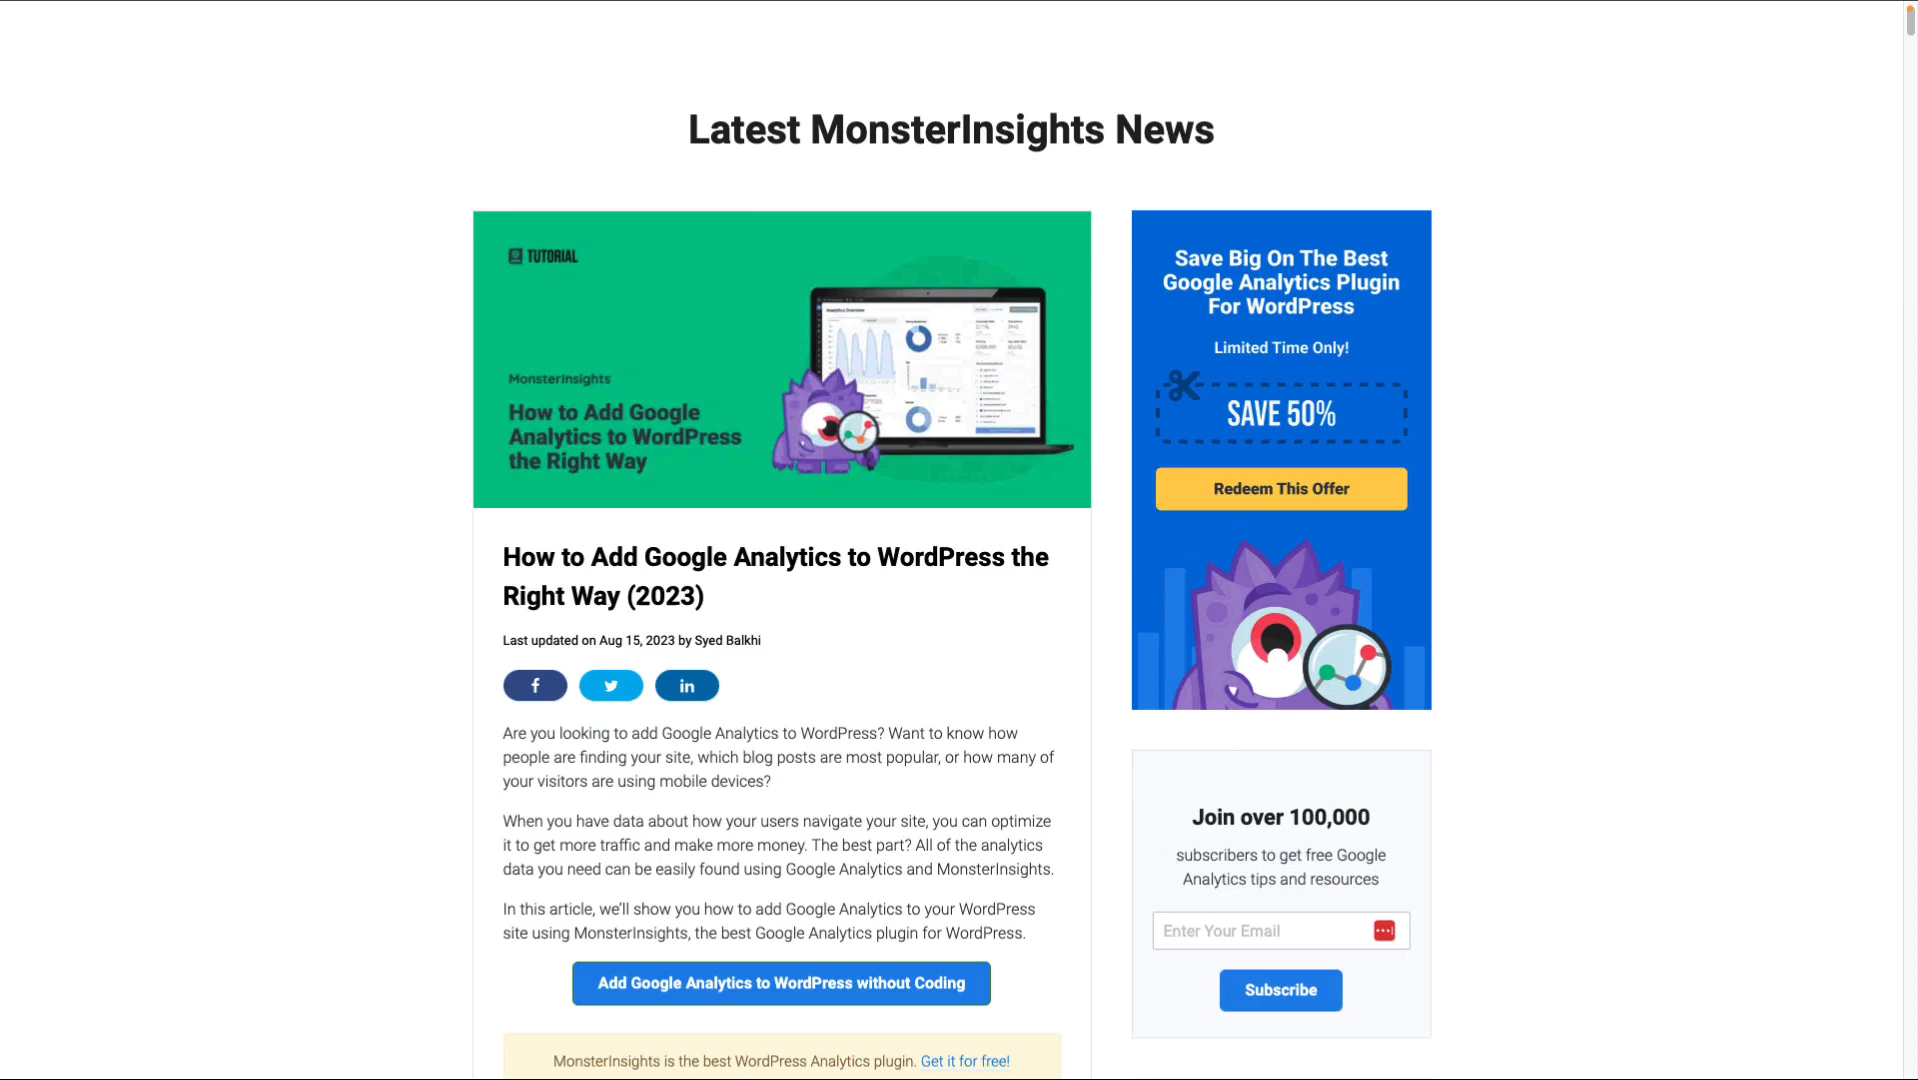 Latest MonsterInsights News
TUTORIAL
MonsterInsights
How to Add Google
Analytics to WordPress
the Right Way
Analytics Overview
How to Add Google Analytics to WordPress the
Right Way (2023)
Last updated on Aug 15, 2023 by Syed Balkhi
Are you looking to add Google Analytics to WordPress? Want to know how
people are finding your site, which blog posts are most popular, or how many of
your visitors are using mobile devices?
When you have data about how your users navigate your site, you can optimize
it to get more traffic and make more money. The best part? All of the analytics
data you need can be easily found using Google Analytics and MonsterInsights.
In this article, we'll show you how to add Google Analytics to your WordPress
site using MonsterInsights, the best Google Analytics plugin for WordPress.
Add Google Analytics to WordPress without Coding
MonsterInsights is the best WordPress Analytics plugin. Get it for free!
Save Big On The Best
Google Analytics Plugin
For WordPress
Limited Time Only!
SAVE 50%
Redeem This Offer
Join over 100,000
subscribers to get free Google
Analytics tips and resources
Enter Your Email
Subscribe